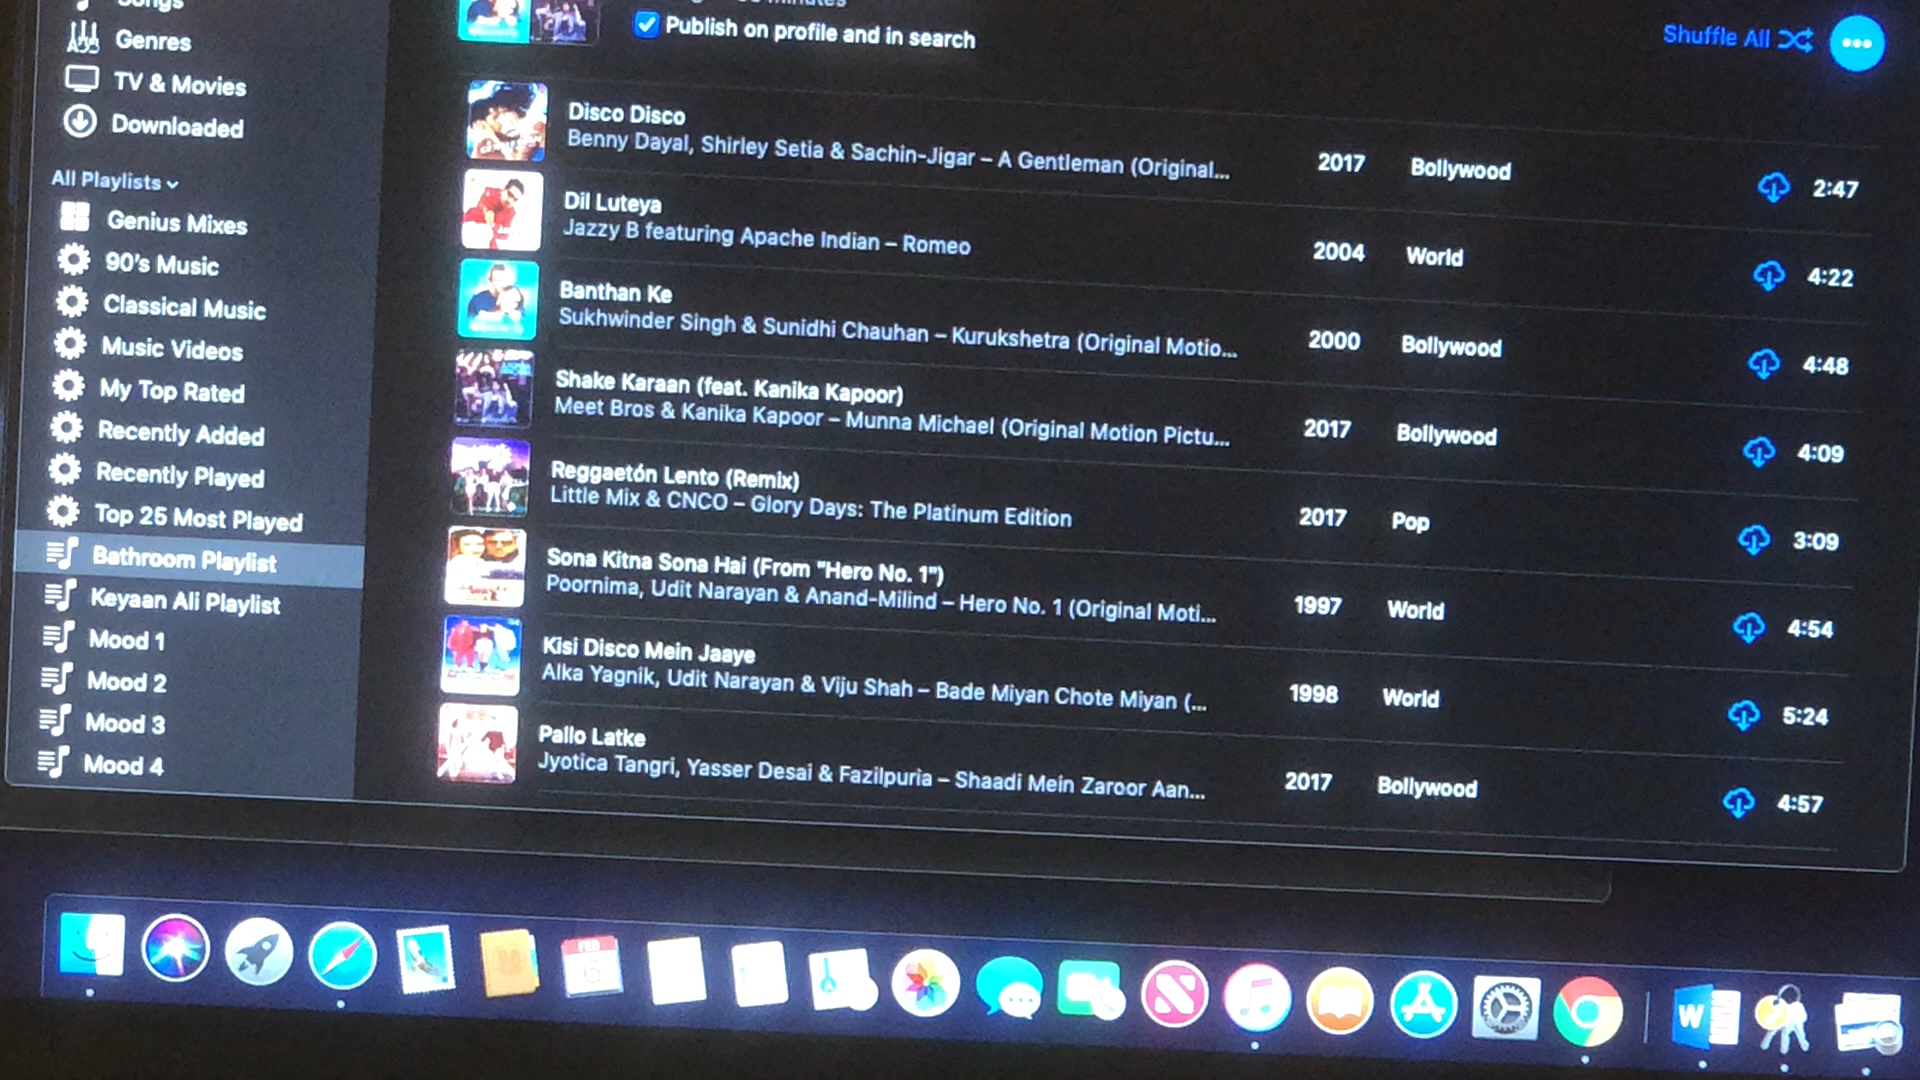 Songs
Genres
TV & Movies
Downloaded
All Playlists
Genius Mixes
90's Music
Classical Music
Music Videos
My Top Rated
Recently Added
Recently Played
Top 25 Most Played
Bathroom Playlist
Keyaan Ali Playlist
Mood 1
Mood 2
Mood 3
Mood 4
minutes
Publish on profile and in search
Shuffle All
Disco Disco
Benny Dayal, Shirley Setia & Sachin-Jigar – A Gentleman (Original...
2017 Bollywood 2:47
Dil Luteya
Jazzy B featuring Apache Indian – Romeo
2004 World 4:22
Banthan Ke
Sukhwinder Singh & Sunidhi Chauhan – Kurukshetra (Original Motio...
2000 Bollywood 4:48
Shake Karaan (feat. Kanika Kapoor)
Meet Bros & Kanika Kapoor – Munna Michael (Original Motion Pictu...
2017 Bollywood 4:09
Reggaetón Lento (Remix)
Little Mix & CNCO – Glory Days: The Platinum Edition
2017 Pop 3:09
Sona Kitna Sona Hai (From "Hero No. 1")
Poornima, Udit Narayan & Anand-Milind – Hero No. 1 (Original Moti...
1997 World 4:54
Kisi Disco Mein Jaaye
Alka Yagnik, Udit Narayan & Viju Shah – Bade Miyan Chote Miyan (...
1998 World 5:24
Pallo Latke
Jyotica Tangri, Yasser Desai & Fazilpuria – Shaadi Mein Zaroor Aan...
2017 Bollywood 4:57
FEB
6
W